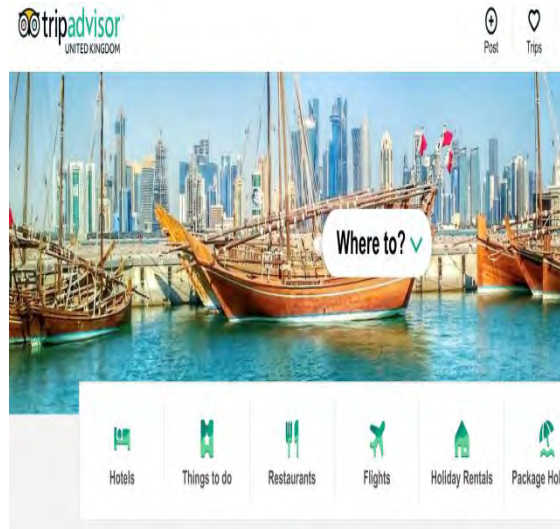 tripadvisor
UNITED KINGDOM
Post
Trips
Where to?
Hotels
Things to do
Restaurants
Flights
Holiday Rentals
Package Hol